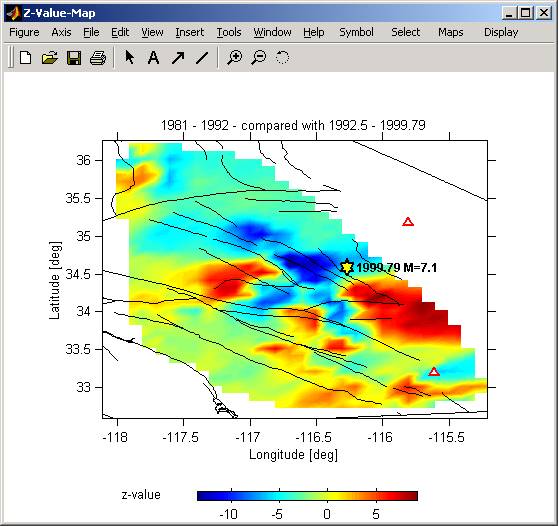 Z-Value-Map
Figure Axis File Edit View Insert Tools Window Help Symbol Select Maps Display
A
1981 - 1992 - compared with 1992.5 - 1999.79
36
35.5
35
34.5
34
33.5
33
Latitude [deg]
1999.79 M=7.1
-118 -117.5 -117 -116.5 -116 -115.5
Longitude [deg]
z-value
-10 -5 0 5